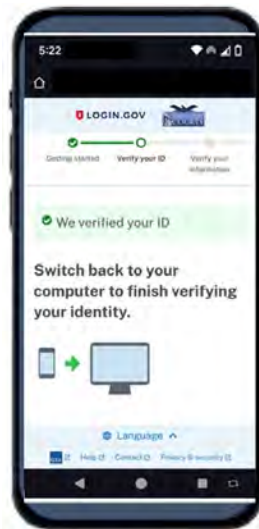 5:22
LOGIN.GOV
Getting started Verify your ID Verify your
information
We verified your ID
Switch back to your
computer to finish verifying
your identity.
Language
Help Contact Privacy & security